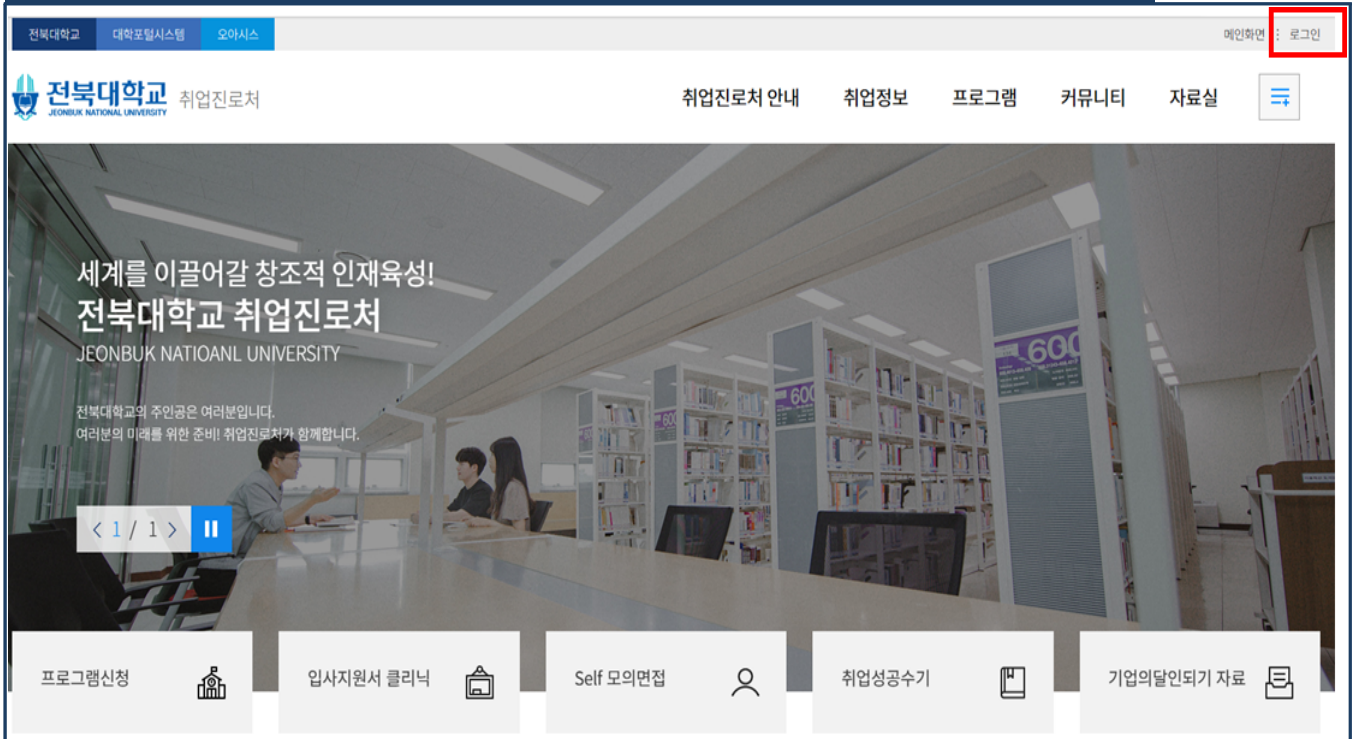 전북대학교 대학포털시스템 오아시스 메인화면 ⋮ 로그인
전북대학교 취업진로처
JEONBUK NATIONAL UNIVERSITY
취업진로처 안내 취업정보 프로그램 커뮤니티 자료실
세계를 이끌어갈 창조적 인재육성!
전북대학교 취업진로처
JEONBUK NATIOANL UNIVERSITY
전북대학교의 주인공은 여러분입니다.
여러분의 미래를 위한 준비! 취업진로처가 함께합니다.
< 1 / 1 >
600
600
600
프로그램신청 입사지원서 클리닉 Self 모의면접 취업성공수기 기업의달인되기 자료